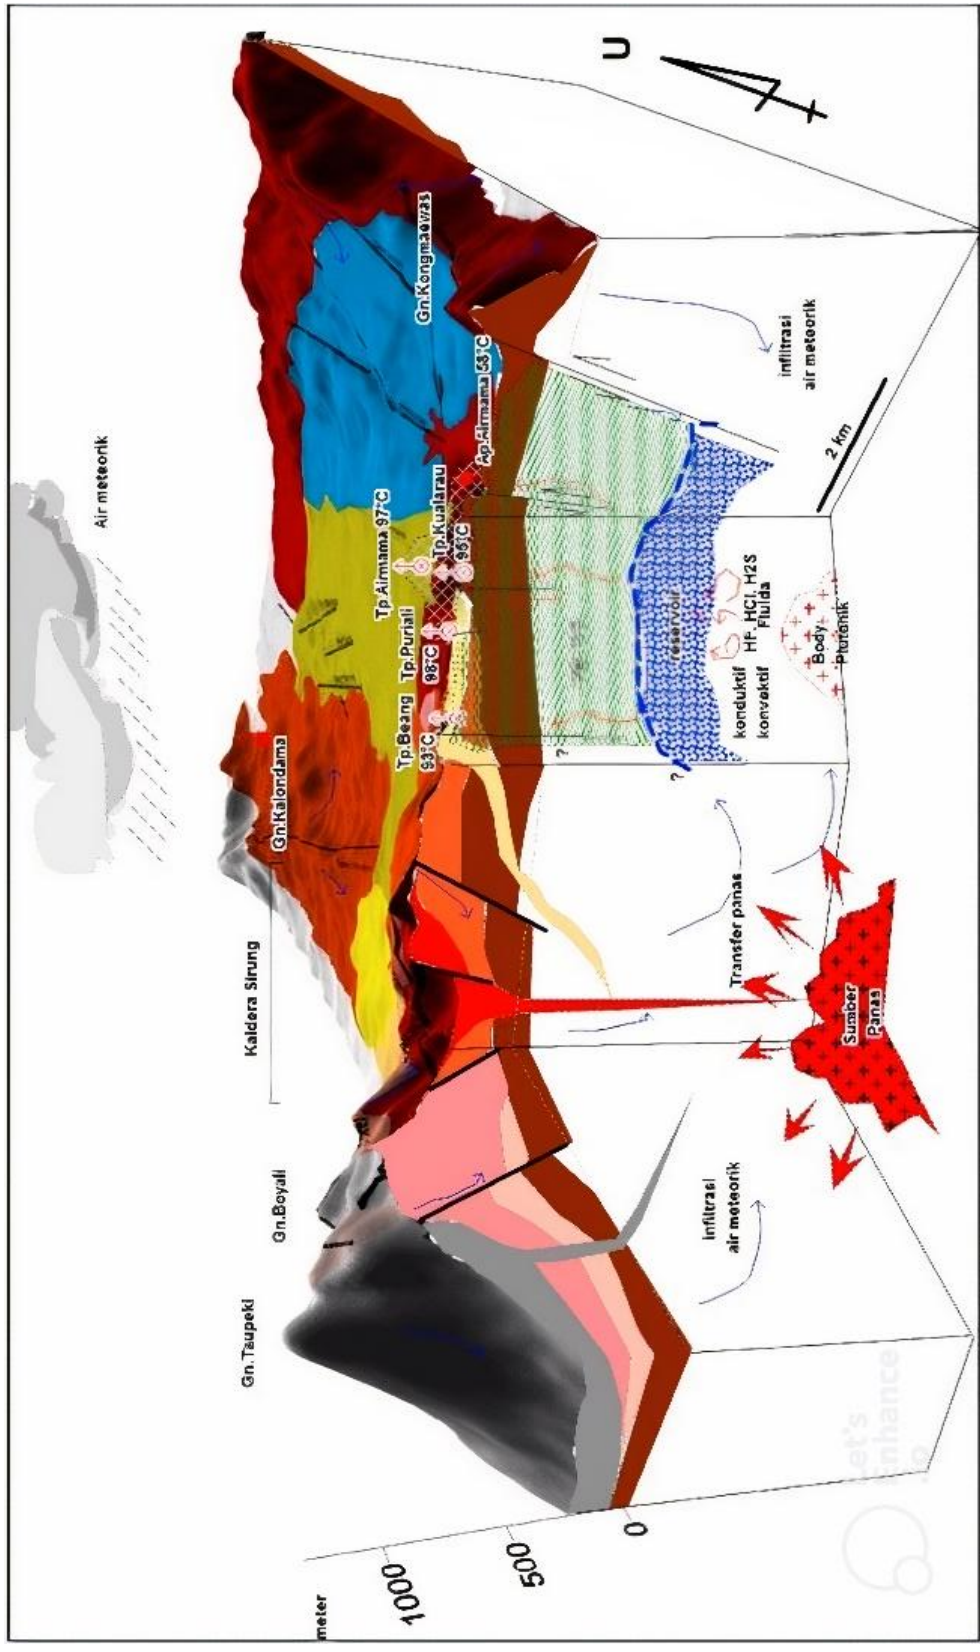 Air meteorik
U
Kaldera Sirung
Gn.Boyali
Gn.Taupeki
Gn.Kalondama
Gn.Kongmaewas
Tp.Airmama 97°C
Tp.Beang
93°C
Tp.Puriali
98°C
Tp.Kualarau
95°C
Ap.Airmama 58°C
meter
1000
500
0
?
?
reservoir
konduktif
konvektif
HF. HCl. H2S
Fluida
Body
Plutonik
infiltrasi
air meteorik
2 km
Transfer panas
Sumber
Panas
infiltrasi
air meteorik
Let's
Enhance